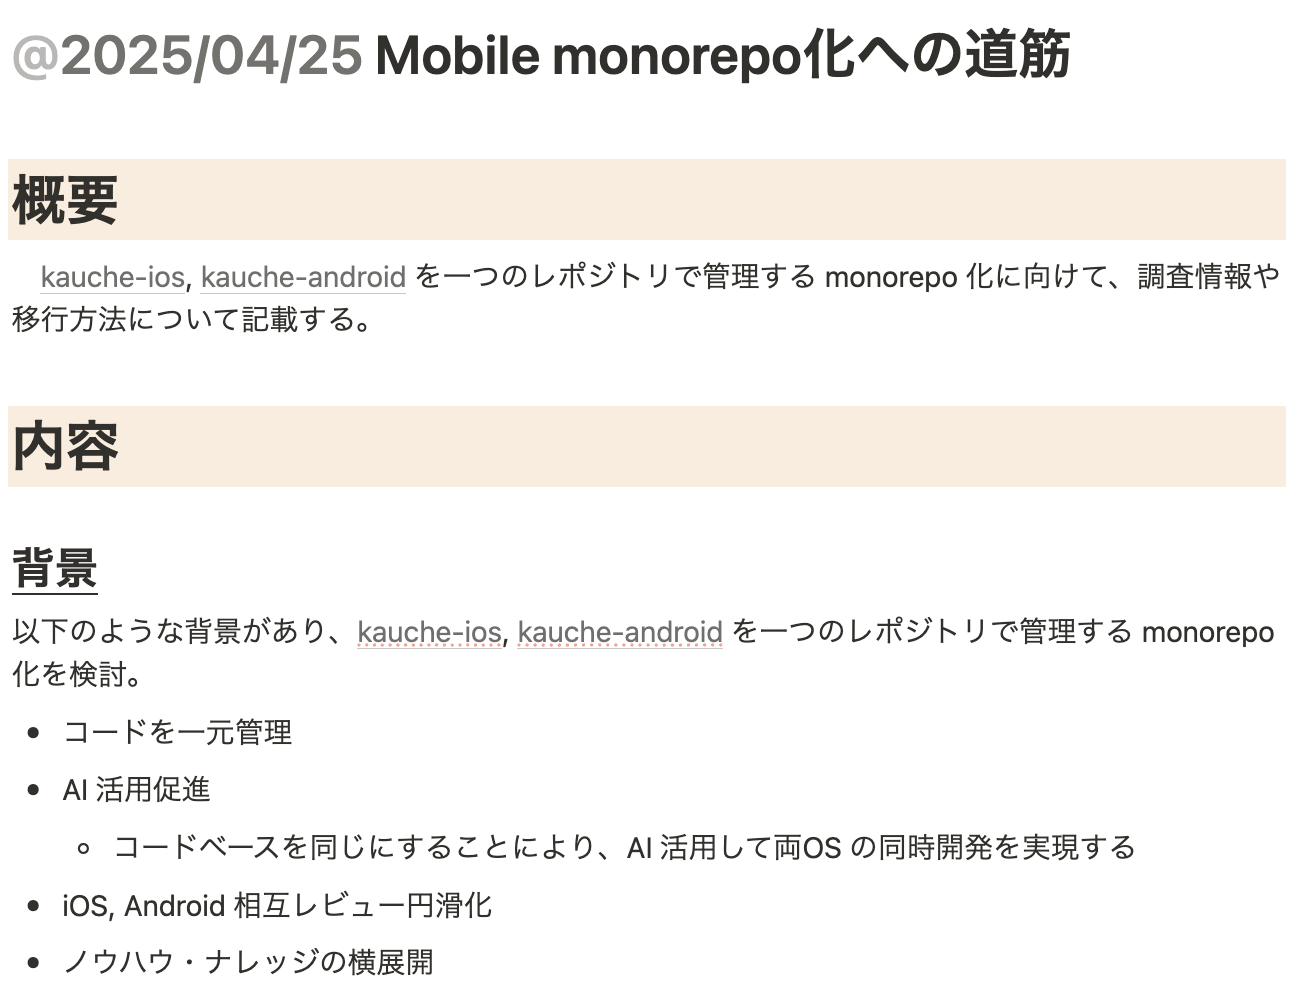 @2025/04/25 Mobile monorepo化への道筋
概要
kauche-ios, kauche-android を一つのレポジトリで管理する monorepo 化に向けて、調査情報や
移行方法について記載する。
内容
背景
以下のような背景があり、kauche-ios, kauche-android を一つのレポジトリで管理する monorepo
化を検討。
• コードを一元管理
• AI 活用促進
◦ コードベースを同じにすることにより、AI 活用して両OS の同時開発を実現する
• iOS, Android 相互レビュー円滑化
• ノウハウ・ナレッジの横展開